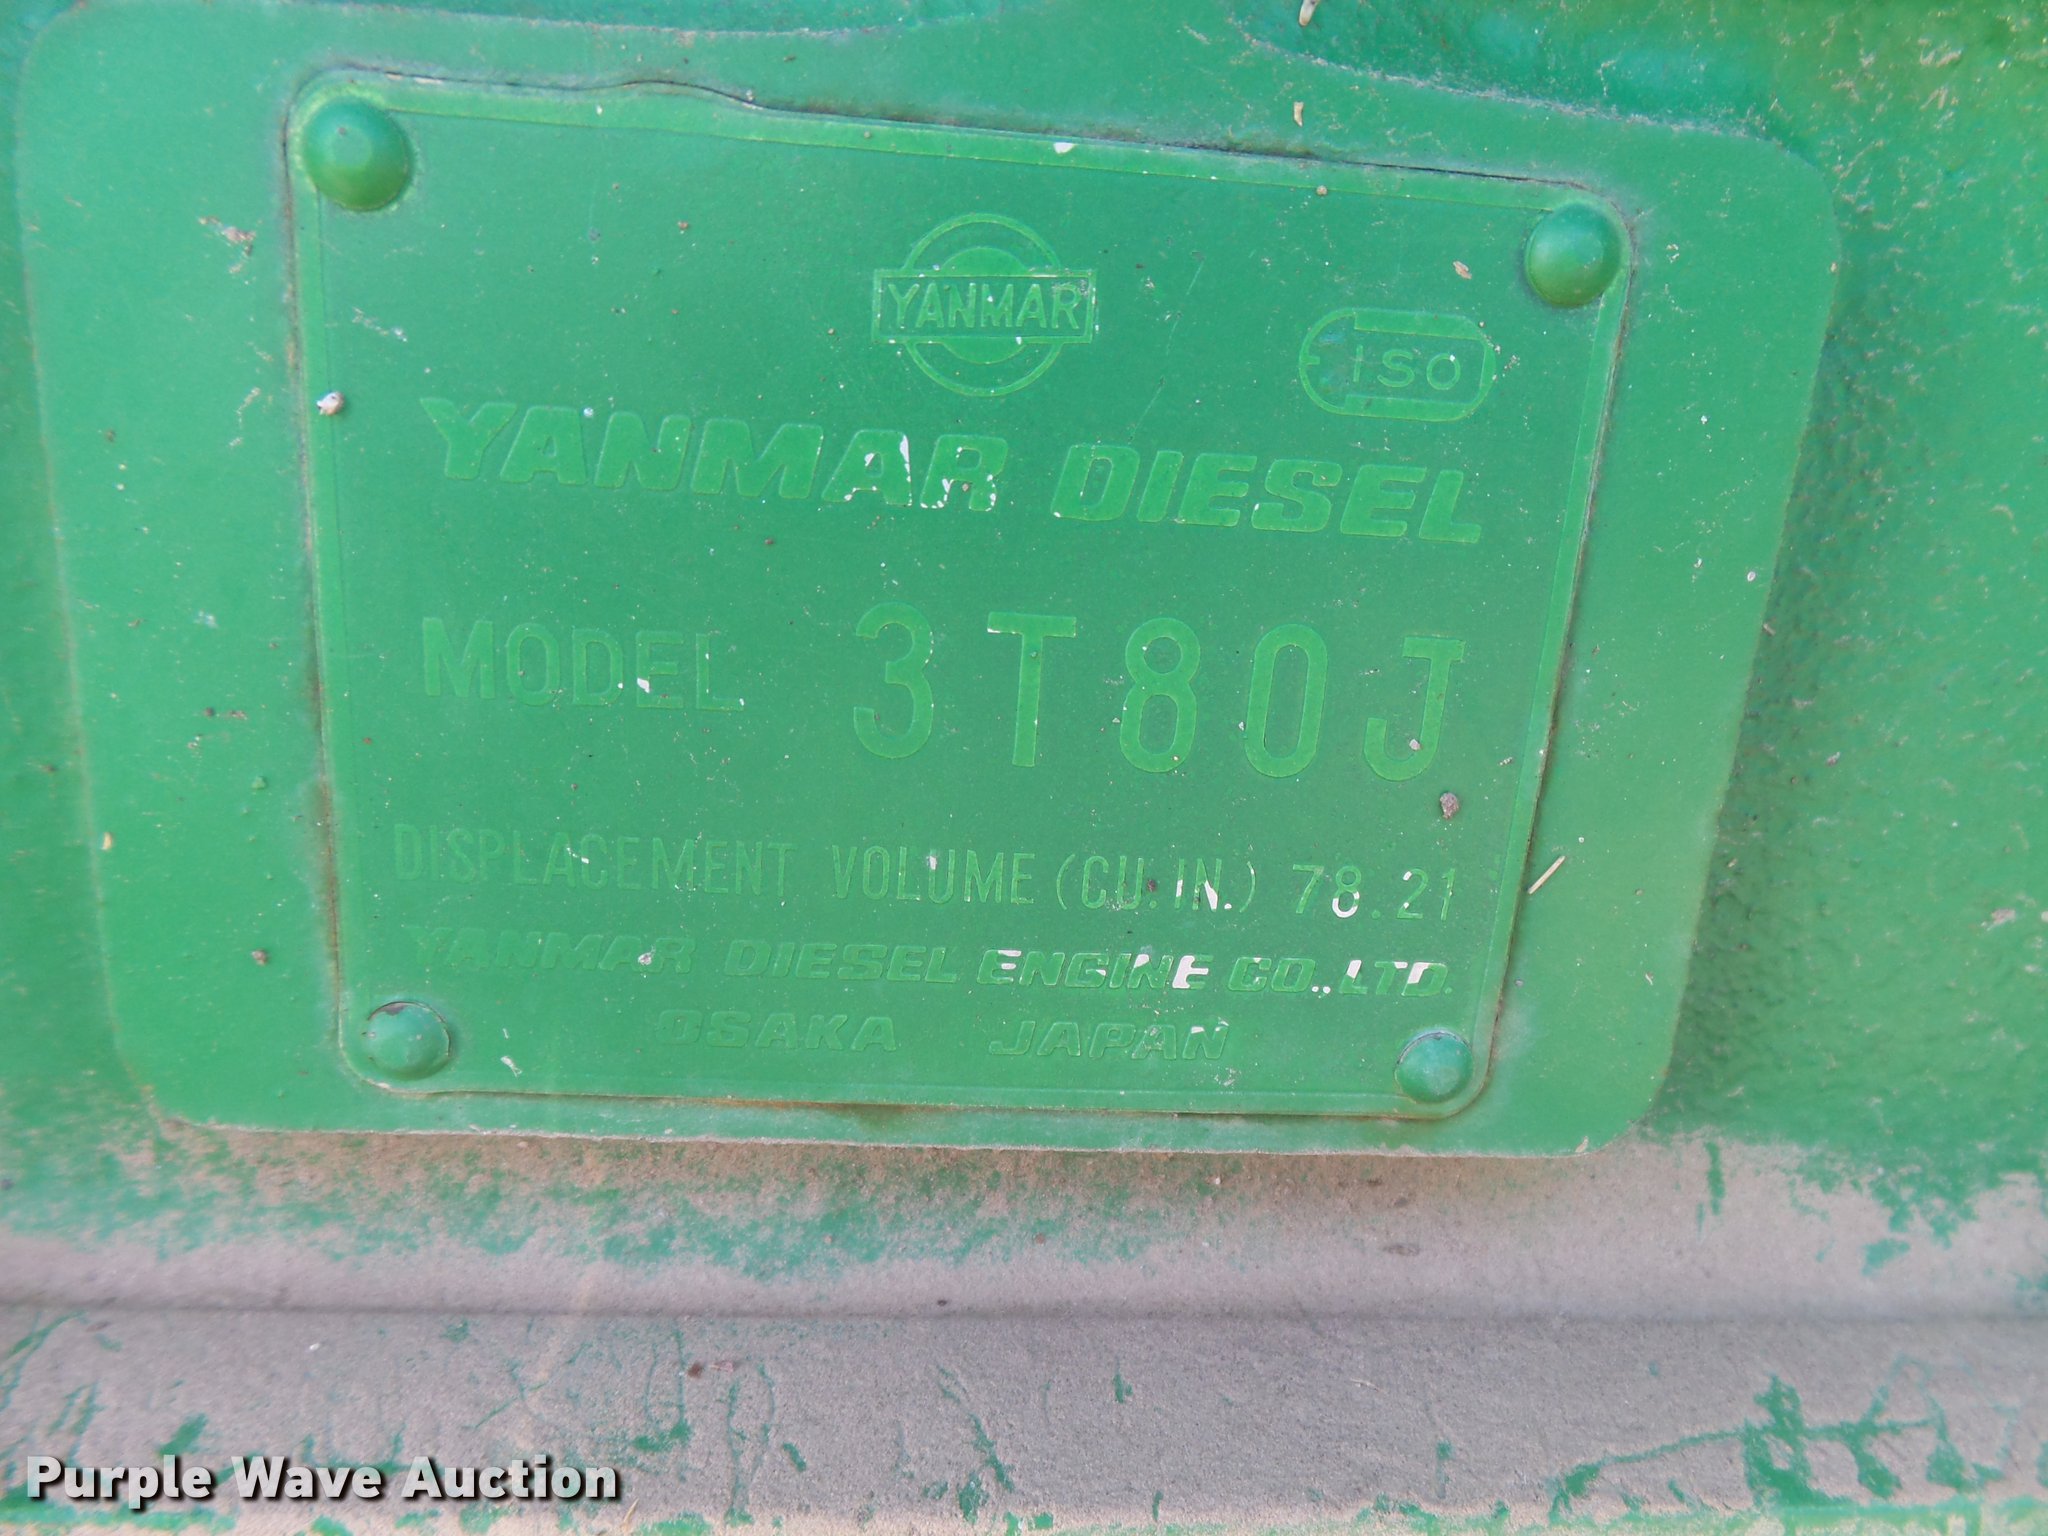 YANMAR
ISO
YANMAR DIESEL
MODEL 3T80J
DISPLACEMENT VOLUME (CU.IN.) 78.21
YANMAR DIESEL ENGINE CO.,LTD.
OSAKA JAPAN
Purple Wave Auction